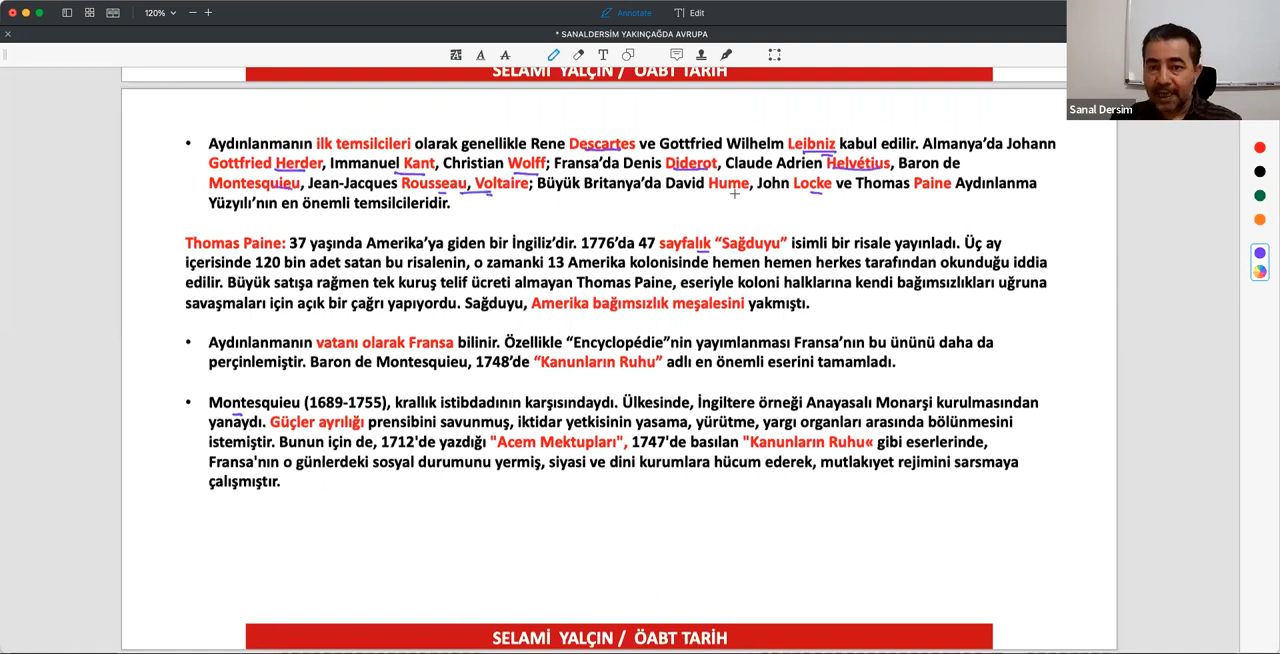 120%
Annotate
Edit
* SANALDERSİM YAKINÇAĞDA AVRUPA
SELAMİ YALÇIN / ÖABT TARİH
Sanal Dersim
• Aydınlanmanın ilk temsilcileri olarak genellikle Rene Descartes ve Gottfried Wilhelm Leibniz kabul edilir. Almanya’da Johann
Gottfried Herder, Immanuel Kant, Christian Wolff; Fransa’da Denis Diderot, Claude Adrien Helvétius, Baron de
Montesquieu, Jean-Jacques Rousseau, Voltaire; Büyük Britanya’da David Hume, John Locke ve Thomas Paine Aydınlanma
Yüzyılı’nın en önemli temsilcileridir.
Thomas Paine: 37 yaşında Amerika’ya giden bir İngiliz’dir. 1776’da 47 sayfalık “Sağduyu” isimli bir risale yayınladı. Üç ay
içerisinde 120 bin adet satan bu risalenin, o zamanki 13 Amerika kolonisinde hemen hemen herkes tarafından okunduğu iddia
edilir. Büyük satışa rağmen tek kuruş telif ücreti almayan Thomas Paine, eseriyle koloni halklarına kendi bağımsızlıkları uğruna
savaşmaları için açık bir çağrı yapıyordu. Sağduyu, Amerika bağımsızlık meşalesini yakmıştı.
• Aydınlanmanın vatanı olarak Fransa bilinir. Özellikle “Encyclopédie”nin yayımlanması Fransa’nın bu ününü daha da
perçinlemiştir. Baron de Montesquieu, 1748’de “Kanunların Ruhu” adlı en önemli eserini tamamladı.
• Montesquieu (1689-1755), krallık istibdadının karşısındaydı. Ülkesinde, İngiltere örneği Anayasalı Monarşi kurulmasından
yanaydı. Güçler ayrılığı prensibini savunmuş, iktidar yetkisinin yasama, yürütme, yargı organları arasında bölünmesini
istemiştir. Bunun için de, 1712'de yazdığı "Acem Mektupları", 1747'de basılan "Kanunların Ruhu« gibi eserlerinde,
Fransa'nın o günlerdeki sosyal durumunu yermiş, siyasi ve dini kurumlara hücum ederek, mutlakıyet rejimini sarsmaya
çalışmıştır.
SELAMİ YALÇIN / ÖABT TARİH